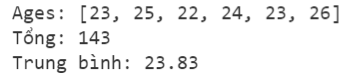 Ages: [23, 25, 22, 24, 23, 26]
Tổng: 143
Trung bình: 23.83